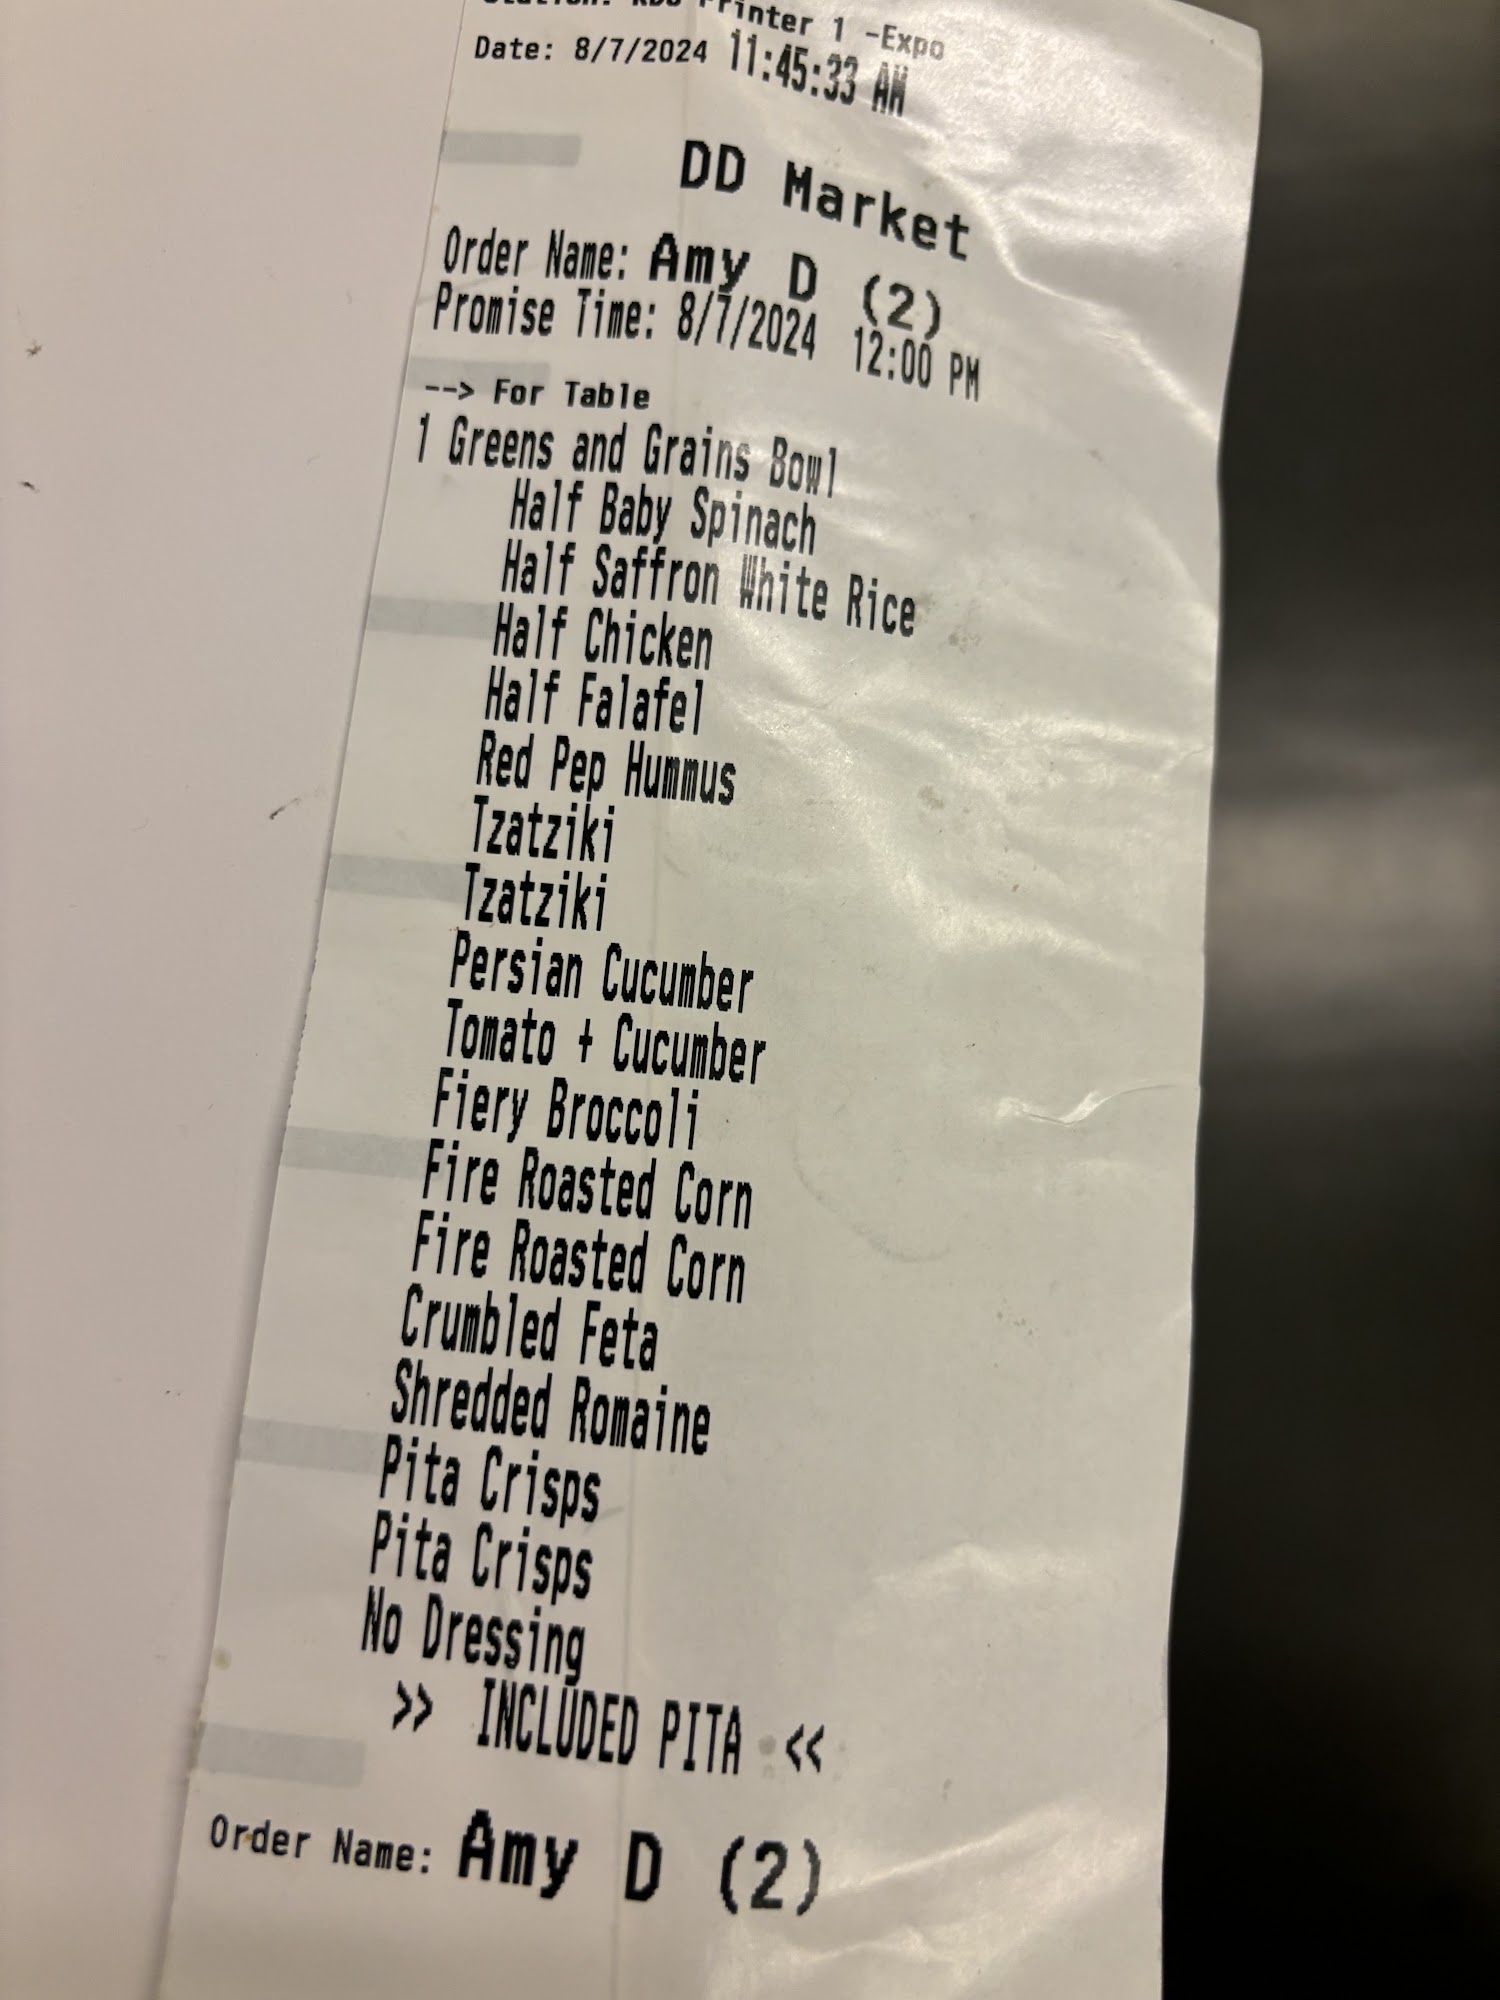 Printer 1 -Expo
Date: 8/7/2024 11:45:33 AM
DD Market
Order Name: Amy D (2)
Promise Time: 8/7/2024 12:00 PM
--> For Table
1 Greens and Grains Bowl
Half Baby Spinach
Half Saffron White Rice
Half Chicken
Half Falafel
Red Pep Hummus
Tzatziki
Tzatziki
Persian Cucumber
Tomato + Cucumber
Fiery Broccoli
Fire Roasted Corn
Fire Roasted Corn
Crumbled Feta
Shredded Romaine
Pita Crisps
Pita Crisps
No Dressing
>> INCLUDED PITA <<
Order Name: Amy D (2)